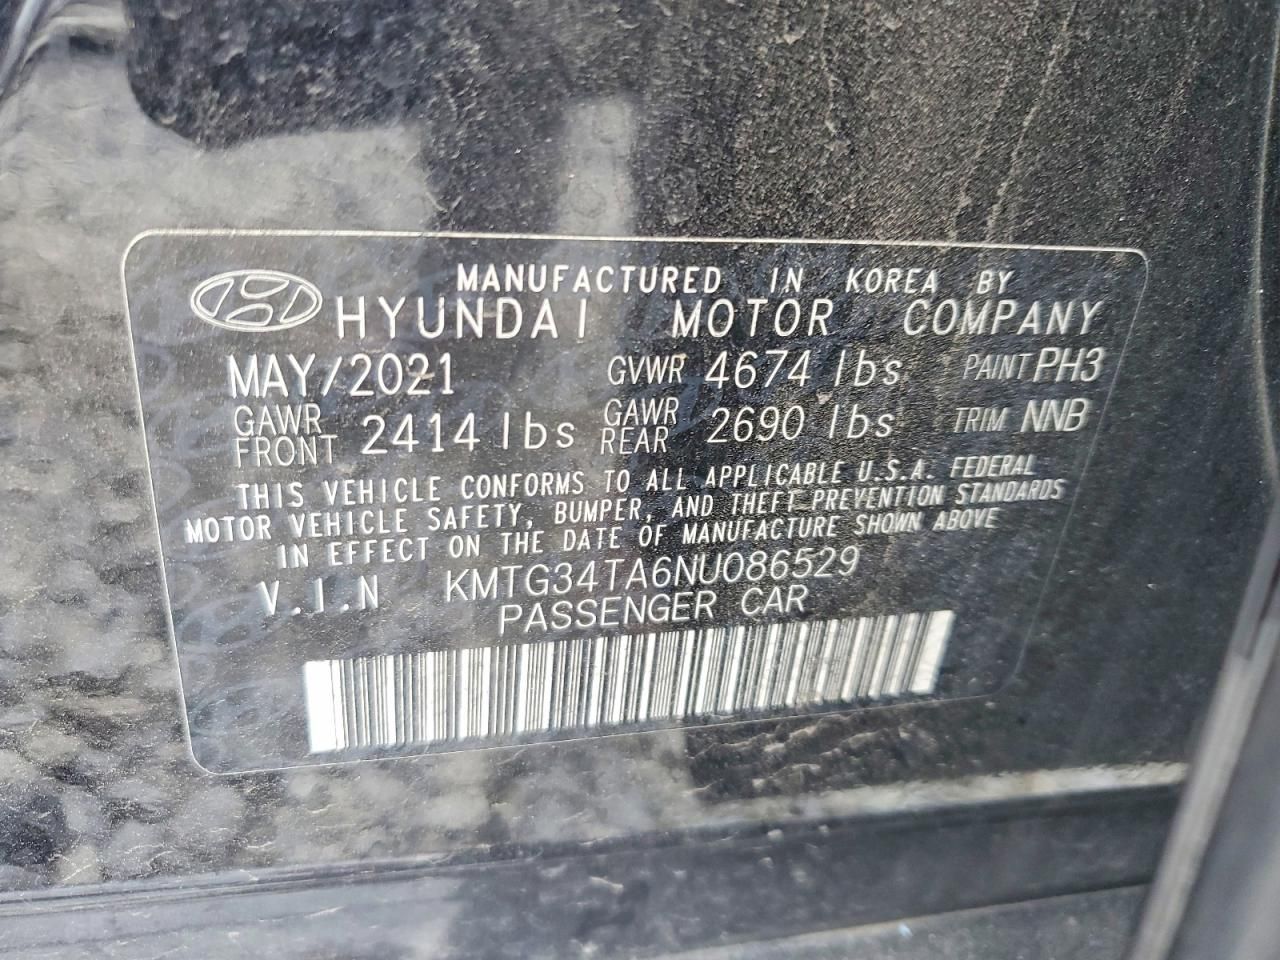 MANUFACTURED IN KOREA BY
HYUNDAI MOTOR COMPANY
MAY/2021 GVWR 4674 lbs PAINT PH3
GAWR FRONT 2414 lbs GAWR REAR 2690 lbs TRIM NNB
THIS VEHICLE CONFORMS TO ALL APPLICABLE U.S.A. FEDERAL
MOTOR VEHICLE SAFETY, BUMPER, AND THEFT PREVENTION STANDARDS
IN EFFECT ON THE DATE OF MANUFACTURE SHOWN ABOVE
V.I.N KMTG34TA6NU086529
PASSENGER CAR